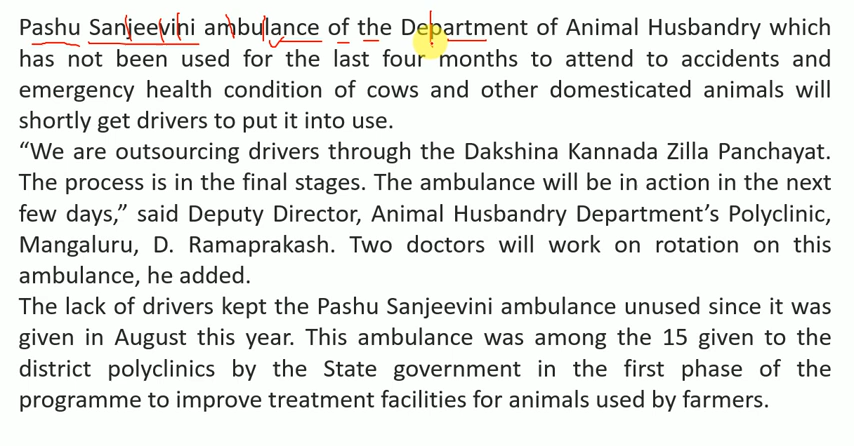 Pashu Sanjeevini ambulance of the Department of Animal Husbandry which
has not been used for the last four months to attend to accidents and
emergency health condition of cows and other domesticated animals will
shortly get drivers to put it into use.
“We are outsourcing drivers through the Dakshina Kannada Zilla Panchayat.
The process is in the final stages. The ambulance will be in action in the next
few days,” said Deputy Director, Animal Husbandry Department’s Polyclinic,
Mangaluru, D. Ramaprakash. Two doctors will work on rotation on this
ambulance, he added.
The lack of drivers kept the Pashu Sanjeevini ambulance unused since it was
given in August this year. This ambulance was among the 15 given to the
district polyclinics by the State government in the first phase of the
programme to improve treatment facilities for animals used by farmers.